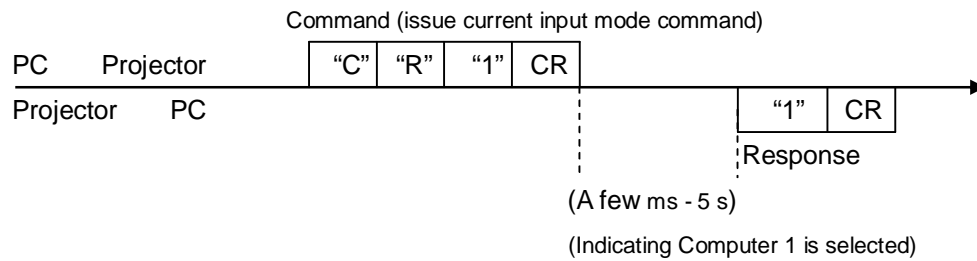 Command (issue current input mode command)
PC Projector “C” “R” “1” CR
Projector PC “1” CR
Response
(A few ms - 5 s)
(Indicating Computer 1 is selected)